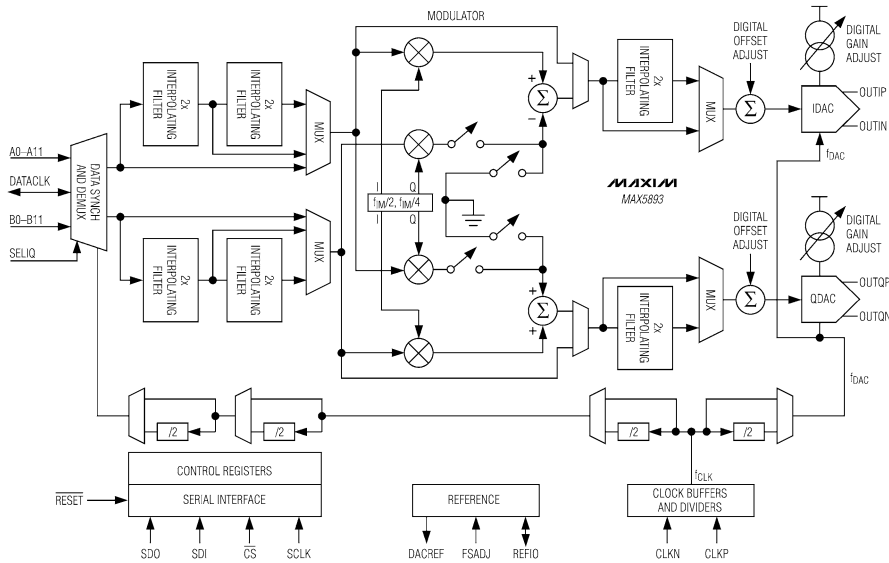 MODULATOR
2x
INTERPOLATING
FILTER
2x
INTERPOLATING
FILTER
MUX
2x
INTERPOLATING
FILTER
MUX
DIGITAL
OFFSET
ADJUST
DIGITAL
GAIN
ADJUST
+
Σ
−
Σ
IDAC
OUTIP
OUTIN
fDAC
A0–A11
DATACLK
B0–B11
SELIQ
DATA SYNCH
AND DEMUX
I
Q
fIM/2, fIM/4
I
Q
MAXIM
MAX5893
2x
INTERPOLATING
FILTER
2x
INTERPOLATING
FILTER
MUX
+
Σ
+
2x
INTERPOLATING
FILTER
MUX
DIGITAL
OFFSET
ADJUST
DIGITAL
GAIN
ADJUST
Σ
QDAC
OUTQP
OUTQN
fDAC
/2
/2
/2
/2
fCLK
CONTROL REGISTERS
SERIAL INTERFACE
RESET
SDO
SDI
CS
SCLK
REFERENCE
DACREF
FSADJ
REFIO
CLOCK BUFFERS
AND DIVIDERS
CLKN
CLKP